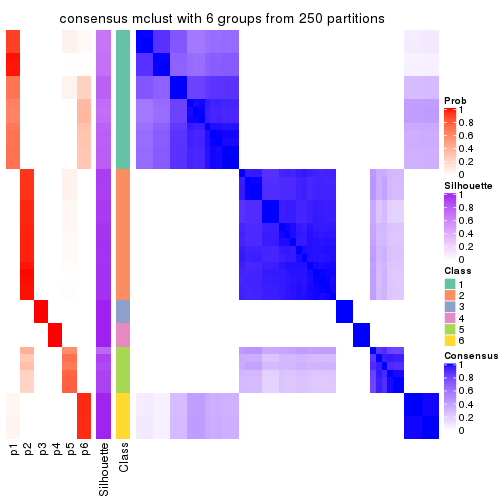 consensus mclust with 6 groups from 250 partitions
Prob
1
0.8
0.6
0.4
0.2
0
Silhouette
1
0.8
0.6
0.4
0.2
0
Class
1
2
3
4
5
6
Consensus
1
0.8
0.6
0.4
0.2
0
p1
p2
p3
p4
p5
p6
Silhouette
Class